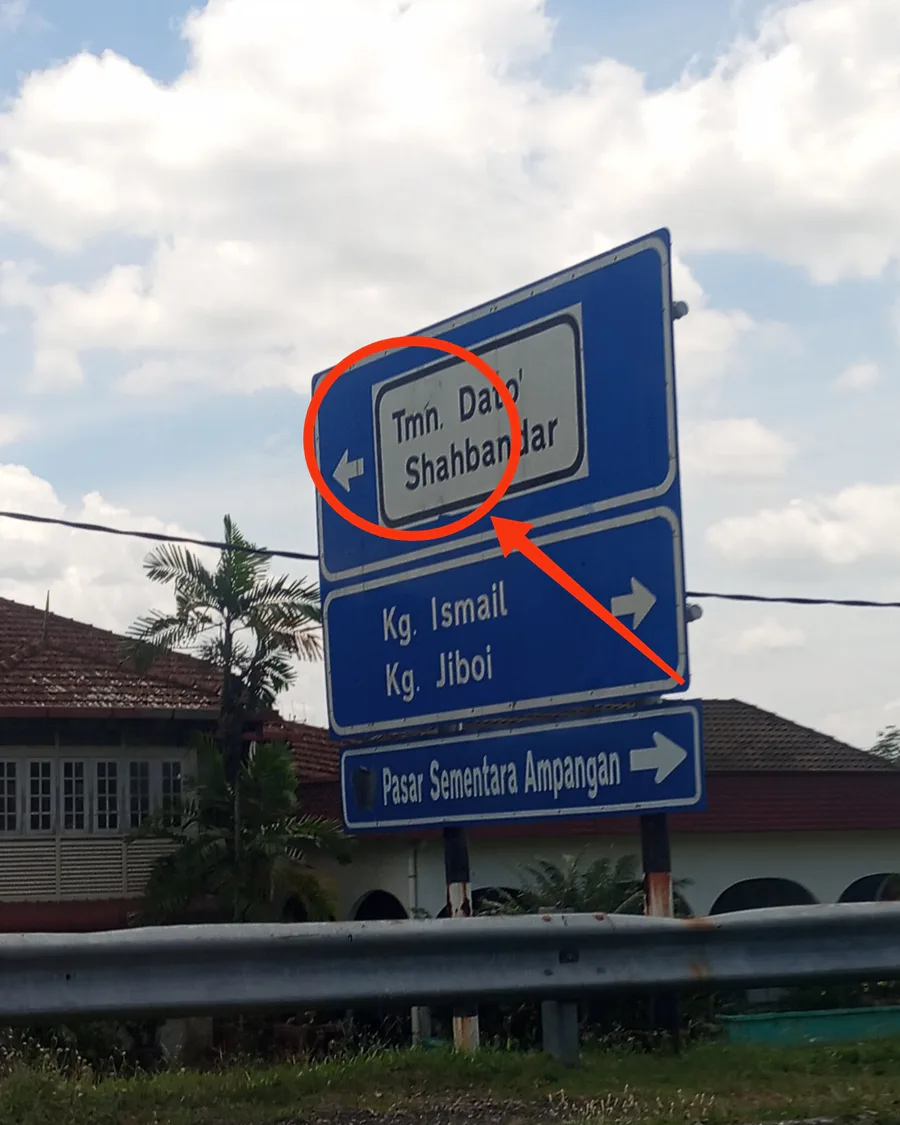 Tmn. Dato'
Shahbandar
Kg. Ismail
Kg. Jiboi
Pasar Sementara Ampangan